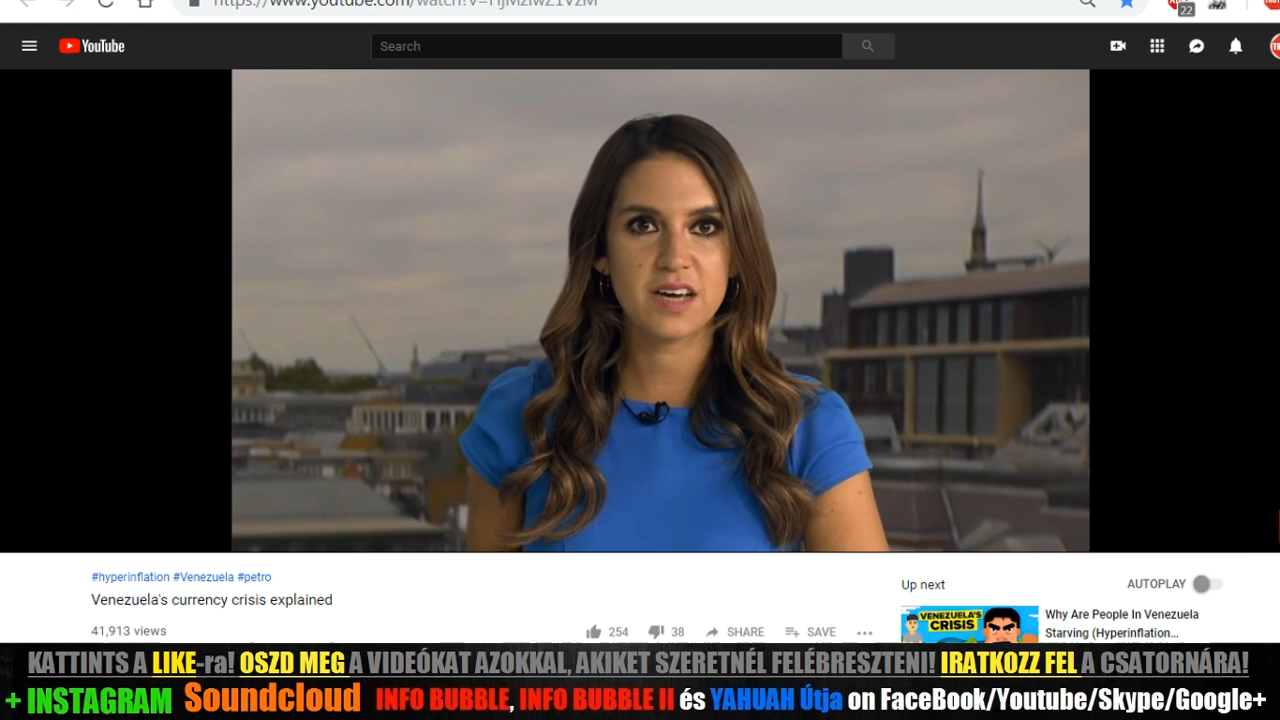 YouTube
Search
22
#hyperinflation #Venezuela #petro
Venezuela's currency crisis explained
41,913 views
254
38
SHARE
SAVE
Up next
AUTOPLAY
VENEZUELA'S
CRISIS
Why Are People In Venezuela
Starving (Hyperinflation...
KATTINTS A LIKE-ra! OSZD MEG A VIDEÓKAT AZOKKAL, AKIKET SZERETNÉL FELÉBRESZTENI! IRATKOZZ FEL A CSATORNÁRA!
+ INSTAGRAM Soundcloud INFO BUBBLE, INFO BUBBLE II és YAHUAH Útja on FaceBook/Youtube/Skype/Google+